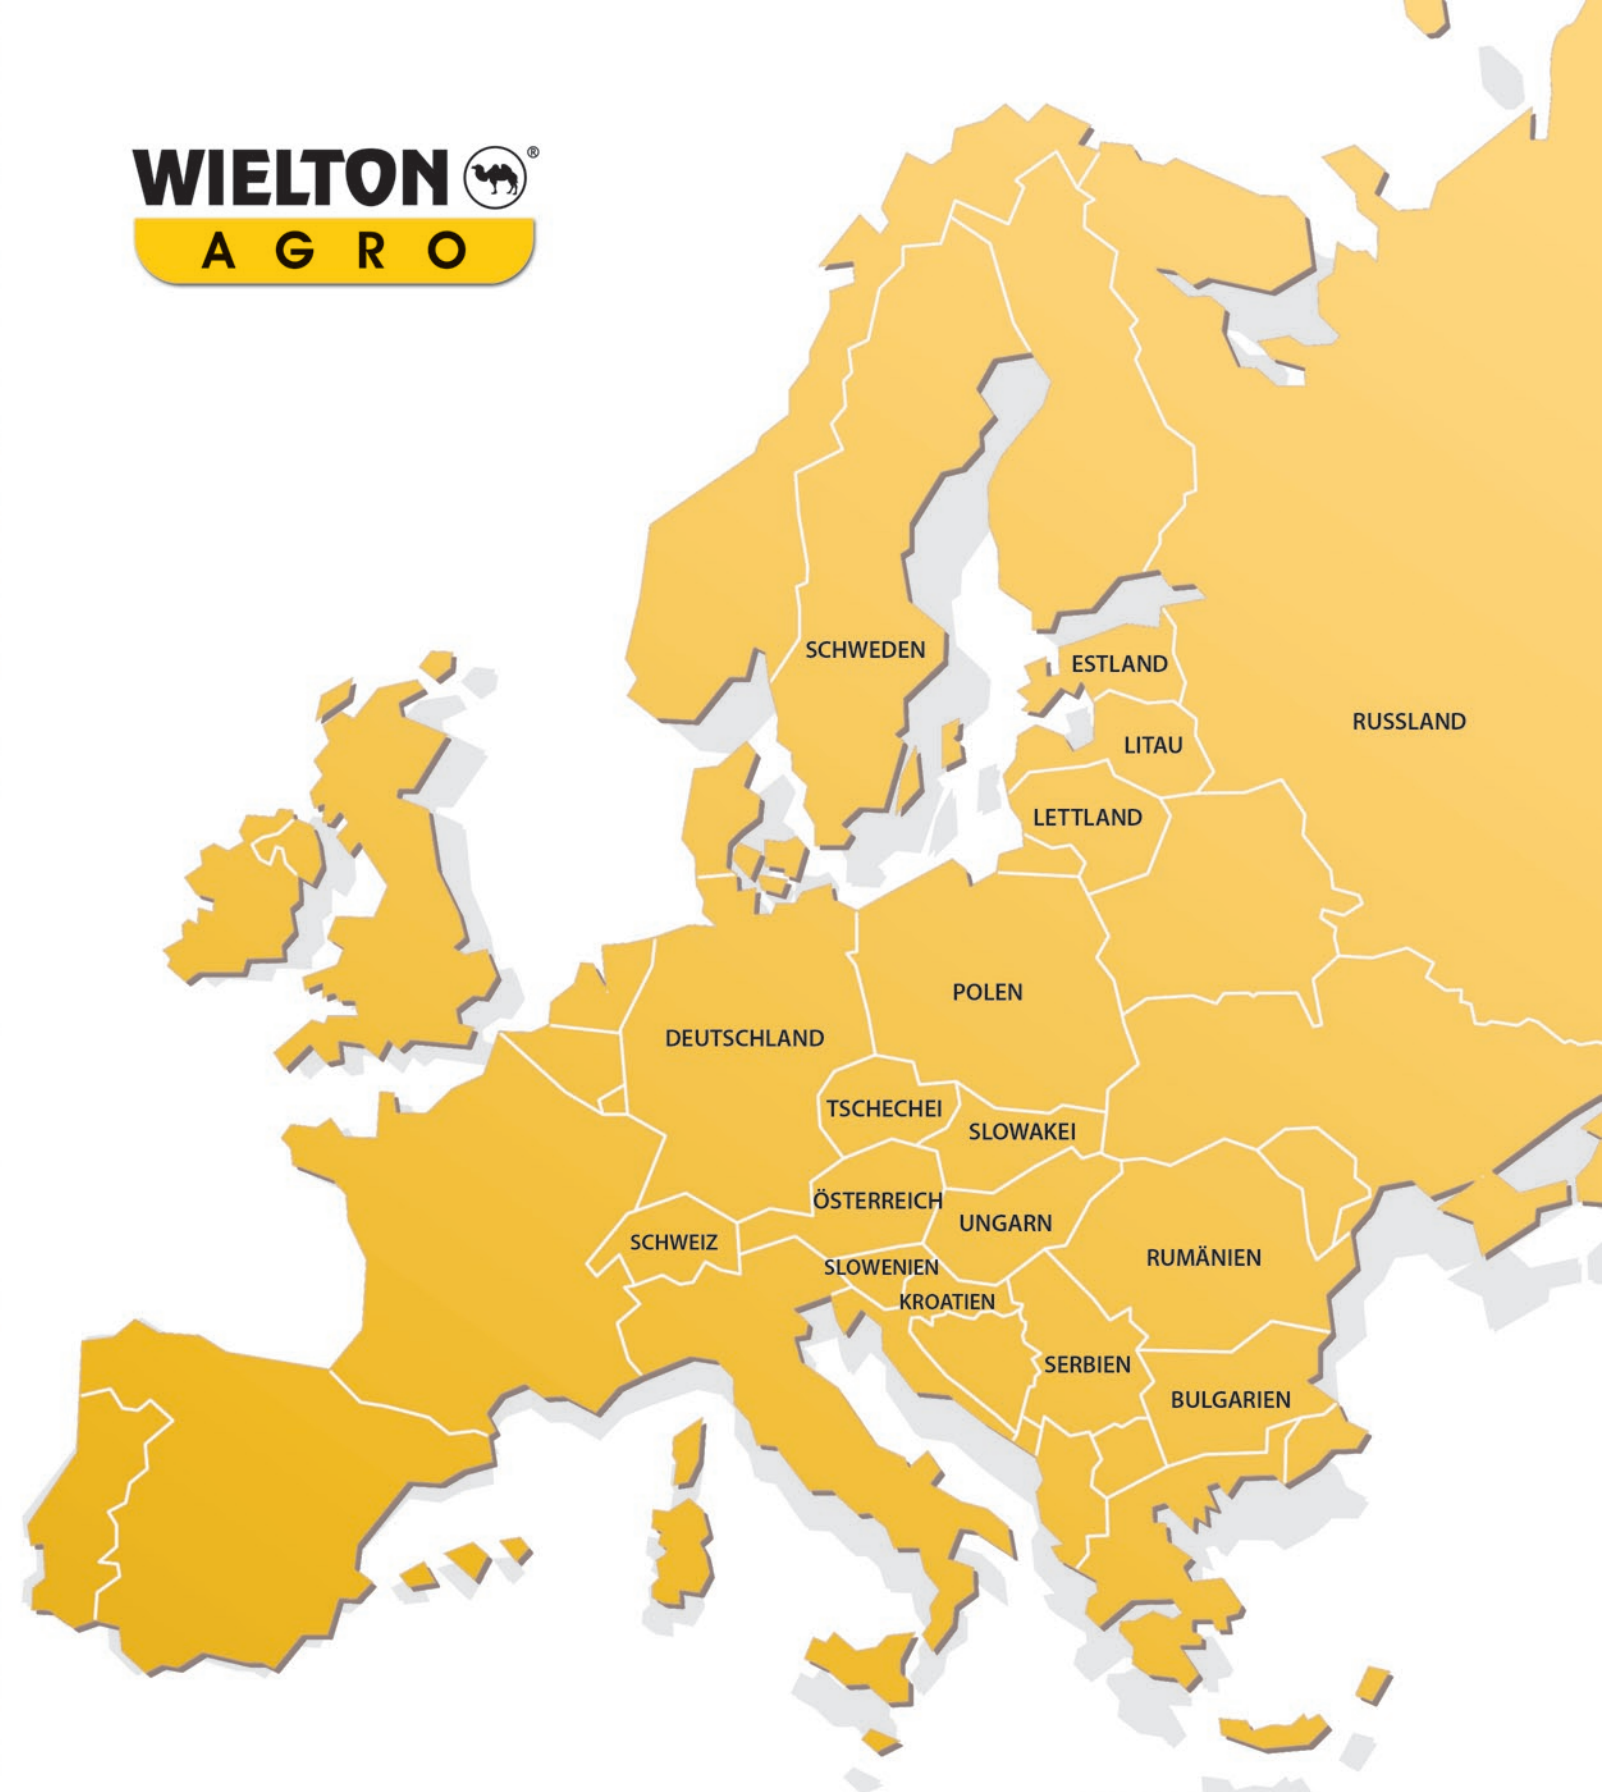 WIELTON ®
AGRO
SCHWEDEN
ESTLAND
RUSSLAND
LITAU
LETTLAND
POLEN
DEUTSCHLAND
TSCHECHEI
SLOWAKEI
ÖSTERREICH
UNGARN
SCHWEIZ
RUMÄNIEN
SLOWENIEN
KROATIEN
SERBIEN
BULGARIEN